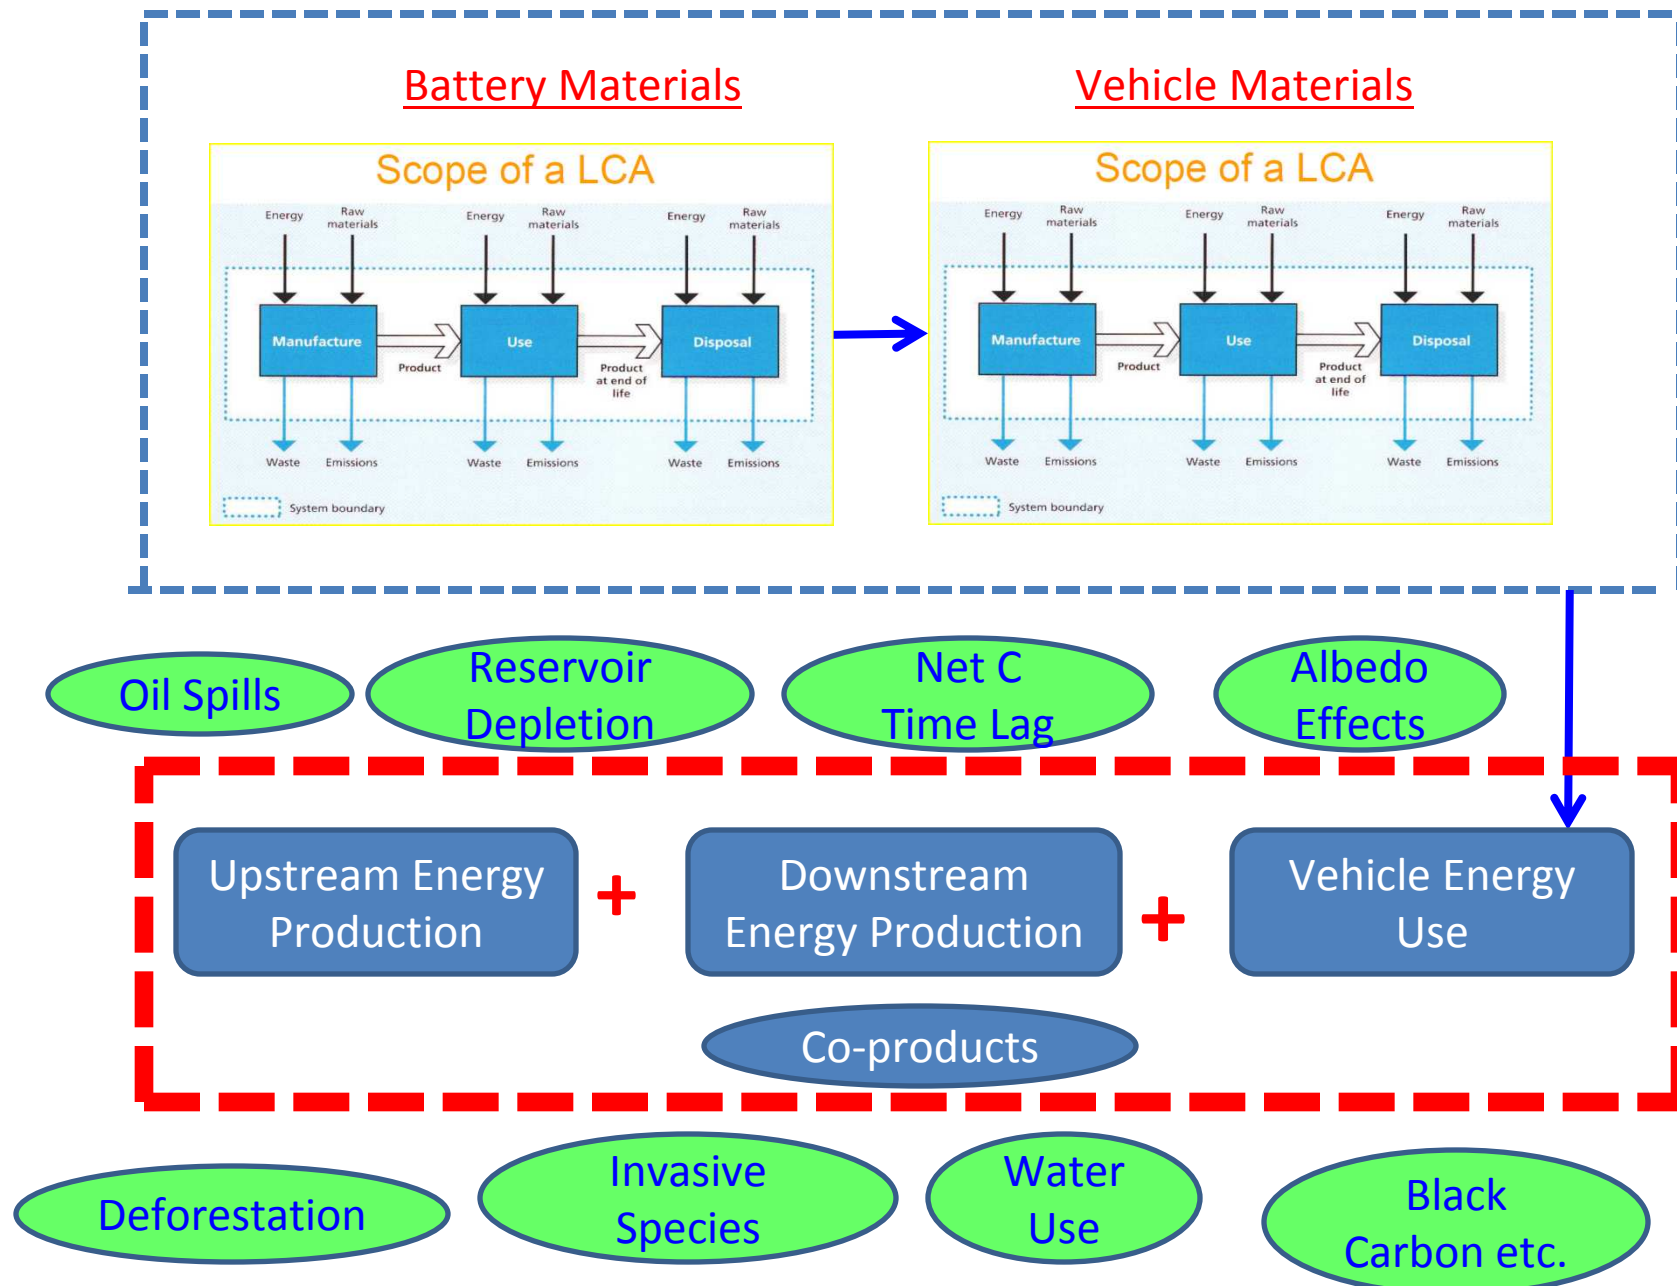 Battery Materials
Vehicle Materials
Scope of a LCA
Energy
Raw
materials
Energy
Raw
materials
Energy
Raw
materials
Manufacture
Use
Disposal
Product
Product
at end of
life
Waste
Emissions
Waste
Emissions
Waste
Emissions
System boundary
Scope of a LCA
Energy
Raw
materials
Energy
Raw
materials
Energy
Raw
materials
Manufacture
Use
Disposal
Product
Product
at end of
life
Waste
Emissions
Waste
Emissions
Waste
Emissions
System boundary
Oil Spills
Reservoir
Depletion
Net C
Time Lag
Albedo
Effects
Upstream Energy
Production
+
Downstream
Energy Production
+
Vehicle Energy
Use
Co-products
Deforestation
Invasive
Species
Water
Use
Black
Carbon etc.